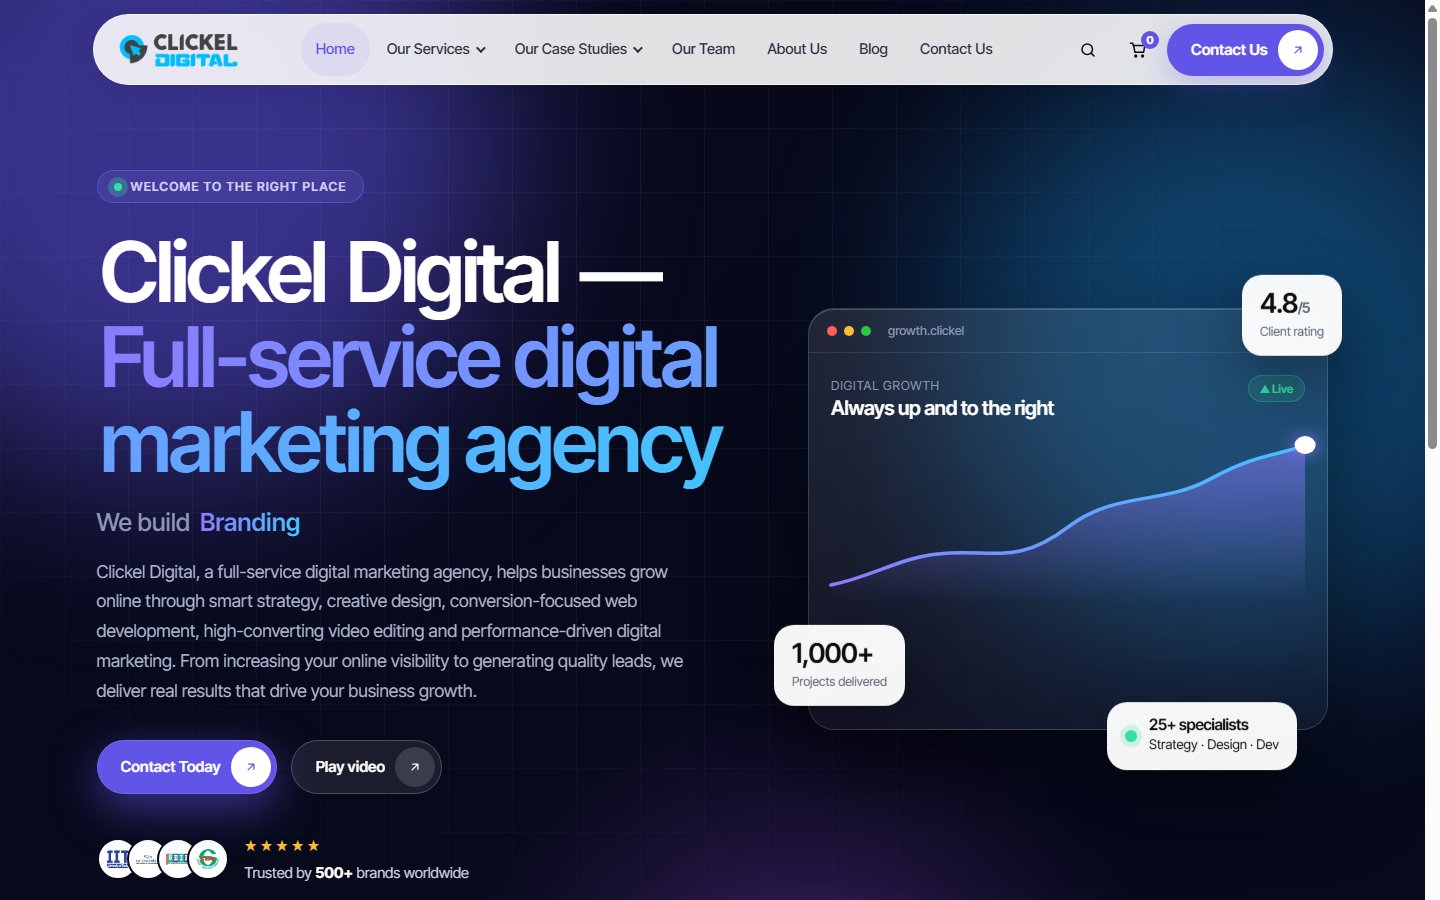 CLICKEL
DIGITAL
Home
Our Services
Our Case Studies
Our Team
About Us
Blog
Contact Us
0
Contact Us
WELCOME TO THE RIGHT PLACE
Clickel Digital —
Full-service digital
marketing agency
We build Branding
Clickel Digital, a full-service digital marketing agency, helps businesses grow
online through smart strategy, creative design, conversion-focused web
development, high-converting video editing and performance-driven digital
marketing. From increasing your online visibility to generating quality leads, we
deliver real results that drive your business growth.
Contact Today
Play video
IIT
Trusted by 500+ brands worldwide
growth.clickel
4.8/5
Client rating
DIGITAL GROWTH
Always up and to the right
▲ Live
1,000+
Projects delivered
25+ specialists
Strategy · Design · Dev